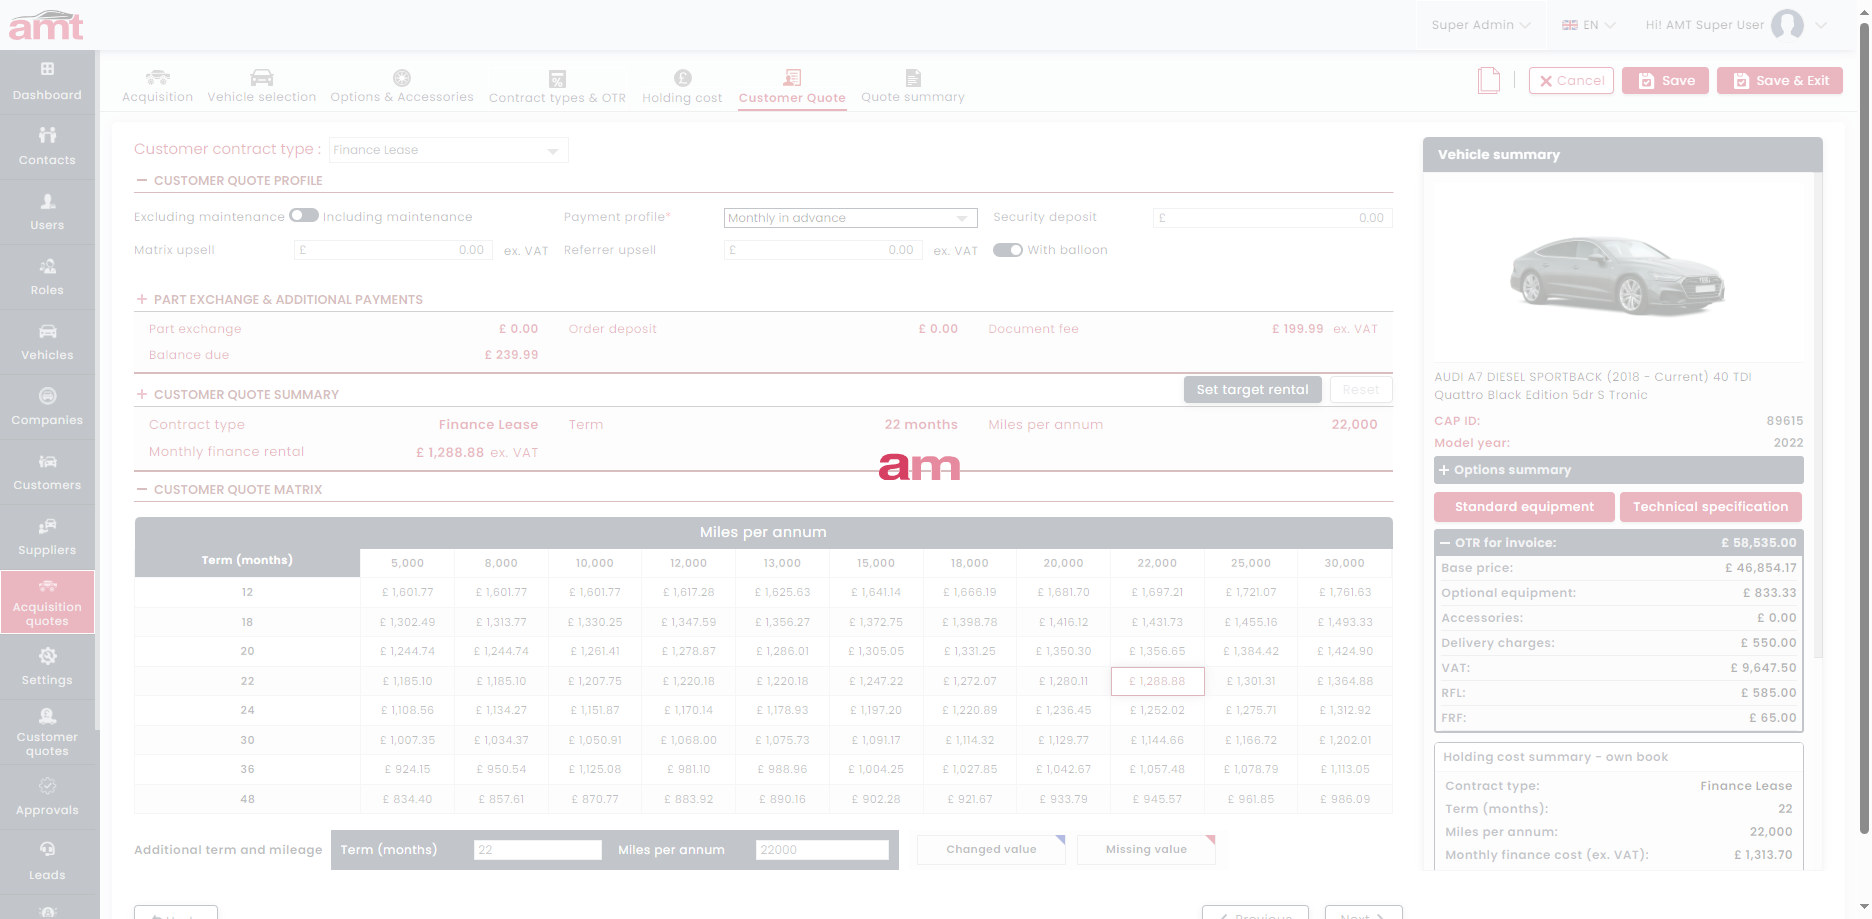 amt
Super Admin
EN
Hi! AMT Super User
Dashboard
Contacts
Users
Roles
Vehicles
Companies
Customers
Suppliers
Acquisition
quotes
Settings
Customer
quotes
Approvals
Leads
Acquisition
Vehicle selection
Options & Accessories
Contract types & OTR
Holding cost
Customer Quote
Quote summary
Cancel
Save
Save & Exit
Customer contract type : Finance Lease
CUSTOMER QUOTE PROFILE
Excluding maintenance Including maintenance Payment profile* Monthly in advance Security deposit £ 0.00
Matrix upsell £ 0.00 ex. VAT Referrer upsell £ 0.00 ex. VAT With balloon
PART EXCHANGE & ADDITIONAL PAYMENTS
Part exchange £ 0.00 Order deposit £ 0.00 Document fee £ 199.99 ex. VAT
Balance due £ 239.99
CUSTOMER QUOTE SUMMARY Set target rental Reset
Contract type Finance Lease Term 22 months Miles per annum 22,000
Monthly finance rental £ 1,288.88 ex. VAT
am
CUSTOMER QUOTE MATRIX
Miles per annum
Term (months) 5,000 8,000 10,000 12,000 13,000 15,000 18,000 20,000 22,000 25,000 30,000
12 £ 1,601.77 £ 1,601.77 £ 1,601.77 £ 1,617.28 £ 1,625.63 £ 1,641.14 £ 1,666.19 £ 1,681.70 £ 1,697.21 £ 1,721.07 £ 1,761.63
18 £ 1,302.49 £ 1,313.77 £ 1,330.25 £ 1,347.59 £ 1,356.27 £ 1,372.75 £ 1,398.78 £ 1,416.12 £ 1,431.73 £ 1,455.16 £ 1,493.33
20 £ 1,244.74 £ 1,244.74 £ 1,261.41 £ 1,278.87 £ 1,286.01 £ 1,305.05 £ 1,331.25 £ 1,350.30 £ 1,356.65 £ 1,384.42 £ 1,424.90
22 £ 1,185.10 £ 1,185.10 £ 1,207.75 £ 1,220.18 £ 1,220.18 £ 1,247.22 £ 1,272.07 £ 1,280.11 £ 1,288.88 £ 1,301.31 £ 1,364.88
24 £ 1,108.56 £ 1,134.27 £ 1,151.87 £ 1,170.14 £ 1,178.93 £ 1,197.20 £ 1,220.89 £ 1,236.45 £ 1,252.02 £ 1,275.71 £ 1,312.92
30 £ 1,007.35 £ 1,034.37 £ 1,050.91 £ 1,068.00 £ 1,075.73 £ 1,091.17 £ 1,114.32 £ 1,129.77 £ 1,144.66 £ 1,166.72 £ 1,202.01
36 £ 924.15 £ 950.54 £ 1,125.08 £ 981.10 £ 988.96 £ 1,004.25 £ 1,027.85 £ 1,042.67 £ 1,057.48 £ 1,078.79 £ 1,113.05
48 £ 834.40 £ 857.61 £ 870.77 £ 883.92 £ 890.16 £ 902.28 £ 921.67 £ 933.79 £ 945.57 £ 961.85 £ 986.09
Additional term and mileage Term (months) 22 Miles per annum 22000 Changed value Missing value
Previous
Next
Vehicle summary
AUDI A7 DIESEL SPORTBACK (2018 - Current) 40 TDI
Quattro Black Edition 5dr S Tronic
CAP ID: 89615
Model year: 2022
Options summary
Standard equipment Technical specification
OTR for invoice: £ 58,535.00
Base price: £ 46,854.17
Optional equipment: £ 833.33
Accessories: £ 0.00
Delivery charges: £ 550.00
VAT: £ 9,647.50
RFL: £ 585.00
FRF: £ 65.00
Holding cost summary - own book
Contract type: Finance Lease
Term (months): 22
Miles per annum: 22,000
Monthly finance cost (ex. VAT): £ 1,313.70